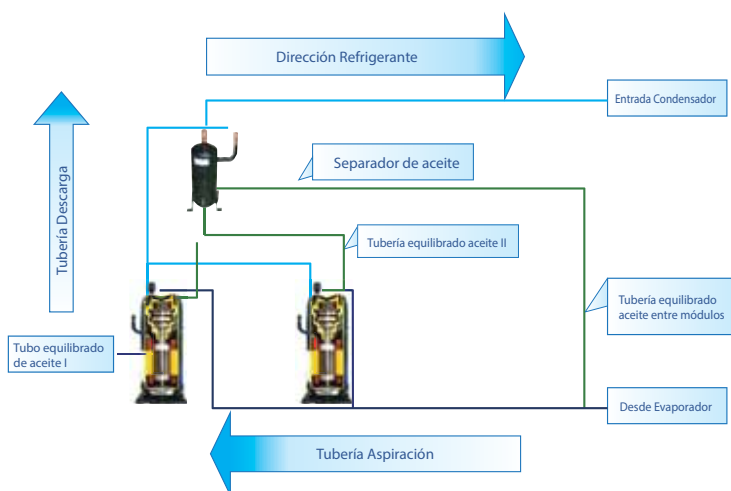 Dirección Refrigerante
Entrada Condensador
Separador de aceite
Tubería Descarga
Tubería equilibrado aceite II
Tubería equilibrado
aceite entre módulos
Tubo equilibrado
de aceite I
Desde Evaporador
Tubería Aspiración